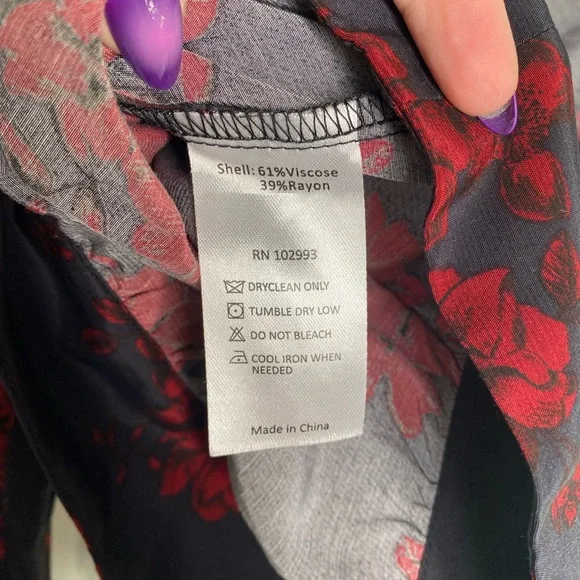 Shell: 61%Viscose
39%Rayon
RN 102993
DRYCLEAN ONLY
TUMBLE DRY LOW
DO NOT BLEACH
COOL IRON WHEN
NEEDED
Made in China